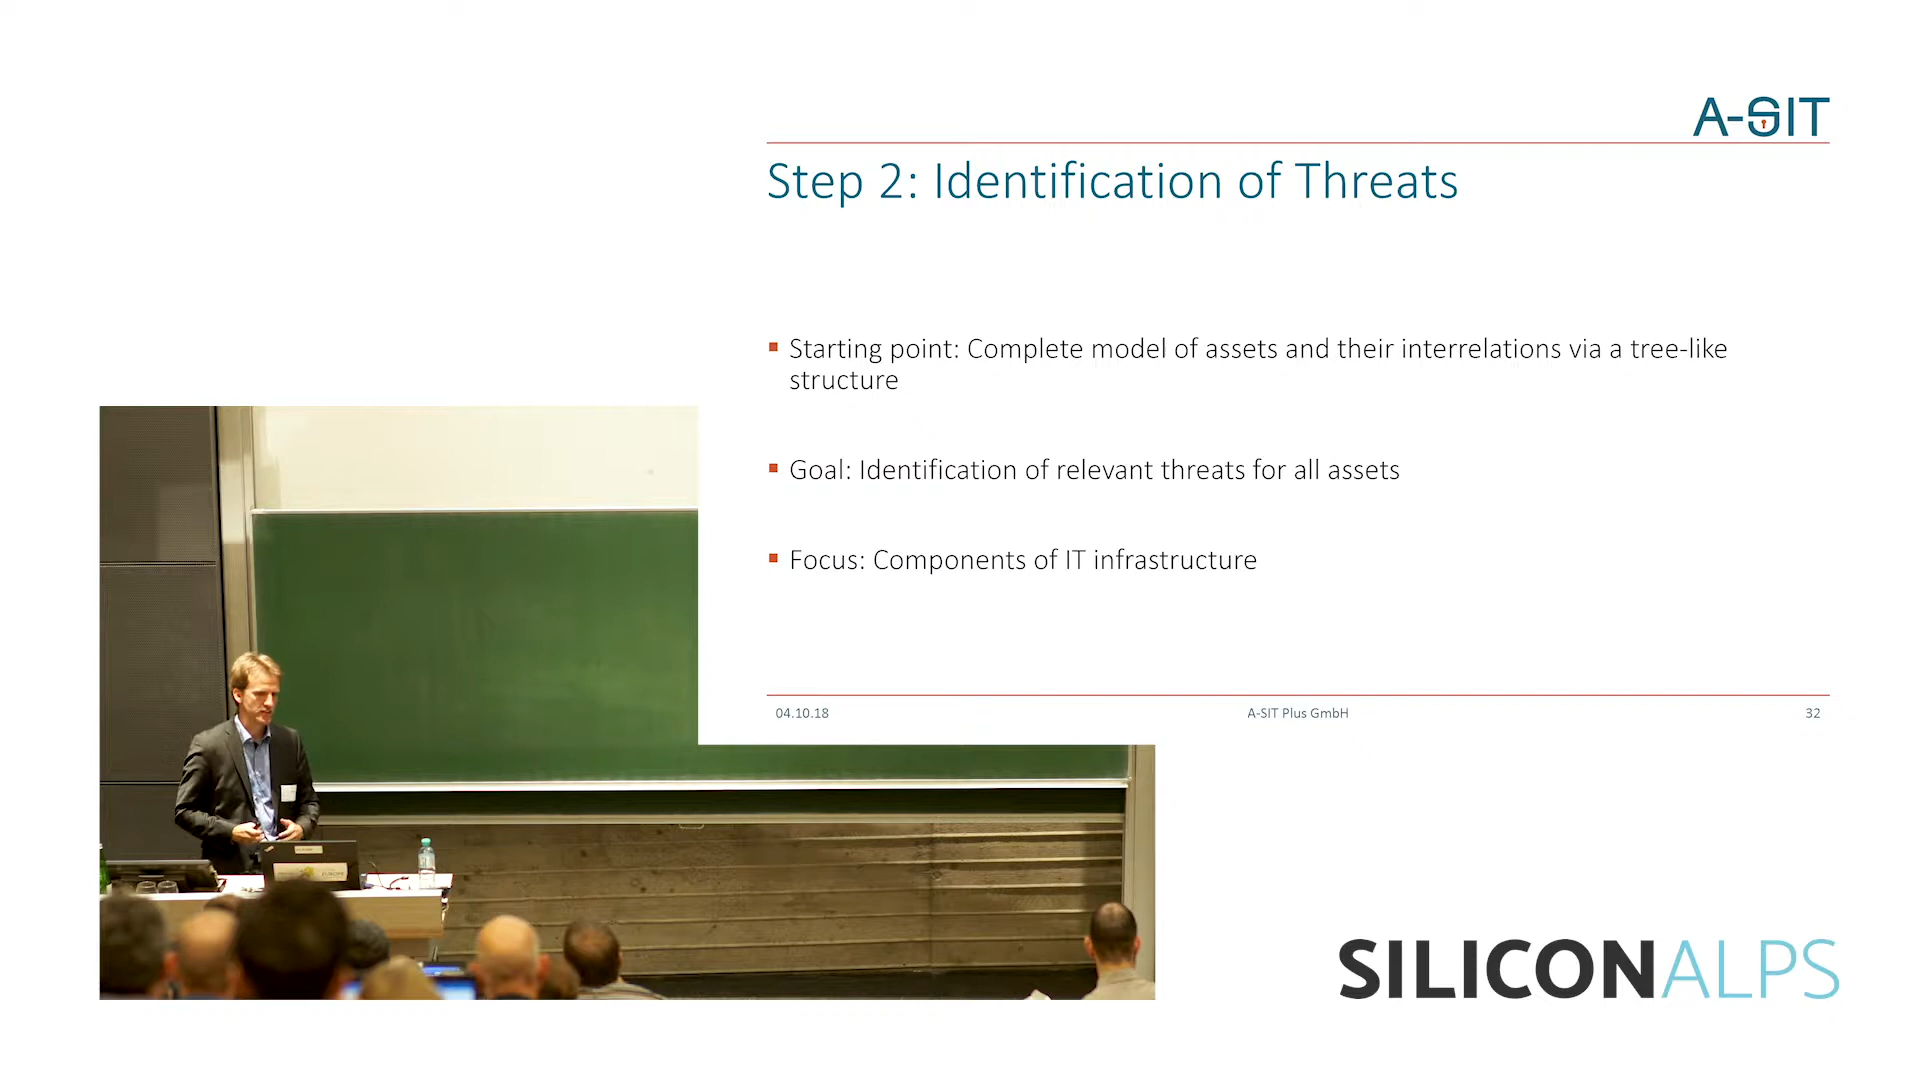 A-SIT
Step 2: Identification of Threats
Starting point: Complete model of assets and their interrelations via a tree-like
structure
Goal: Identification of relevant threats for all assets
Focus: Components of IT infrastructure
04.10.18 A-SIT Plus GmbH 32
SILICONALPS